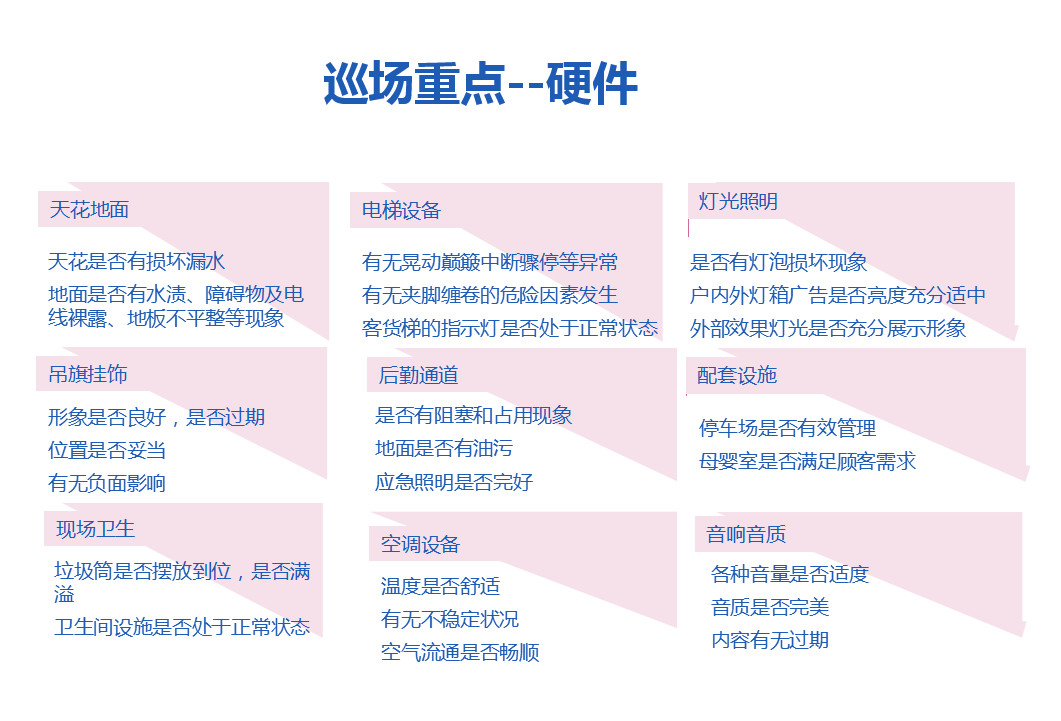 巡场重点--硬件
天花地面
天花是否有损坏漏水
地面是否有水渍、障碍物及电
线裸露、地板不平整等现象
电梯设备
有无晃动巅簸中断骤停等异常
有无夹脚缠卷的危险因素发生
客货梯的指示灯是否处于正常状态
灯光照明
是否有灯泡损坏现象
户内外灯箱广告是否亮度充分适中
外部效果灯光是否充分展示形象
吊旗挂饰
形象是否良好，是否过期
位置是否妥当
有无负面影响
后勤通道
是否有阻塞和占用现象
地面是否有油污
应急照明是否完好
配套设施
停车场是否有效管理
母婴室是否满足顾客需求
现场卫生
垃圾筒是否摆放到位，是否满
溢
卫生间设施是否处于正常状态
空调设备
温度是否舒适
有无不稳定状况
空气流通是否畅顺
音响音质
各种音量是否适度
音质是否完美
内容有无过期